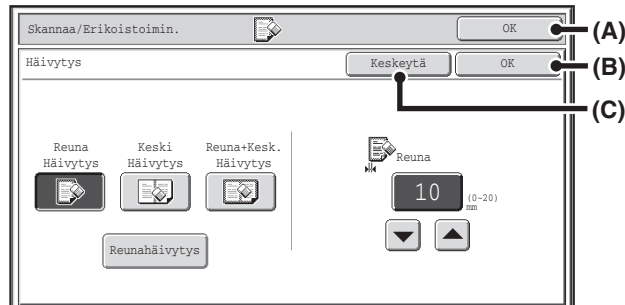 Skannaa/Erikoistoimin.
OK
(A)
Häivytys
Keskeytä
OK
(B)
(C)
Reuna
Häivytys
Keski
Häivytys
Reuna+Kesk.
Häivytys
Reuna
10
(0~20)
mm
Reunahäivytys